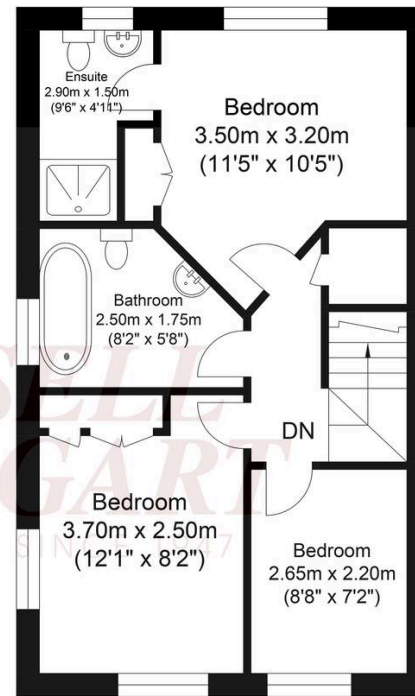 Ensuite
2.90m x 1.50m
(9'6" x 4'11")
Bedroom
3.50m x 3.20m
(11'5" x 10'5")
Bathroom
2.50m x 1.75m
(8'2" x 5'8")
DN
Bedroom
3.70m x 2.50m
(12'1" x 8'2")
Bedroom
2.65m x 2.20m
(8'8" x 7'2")